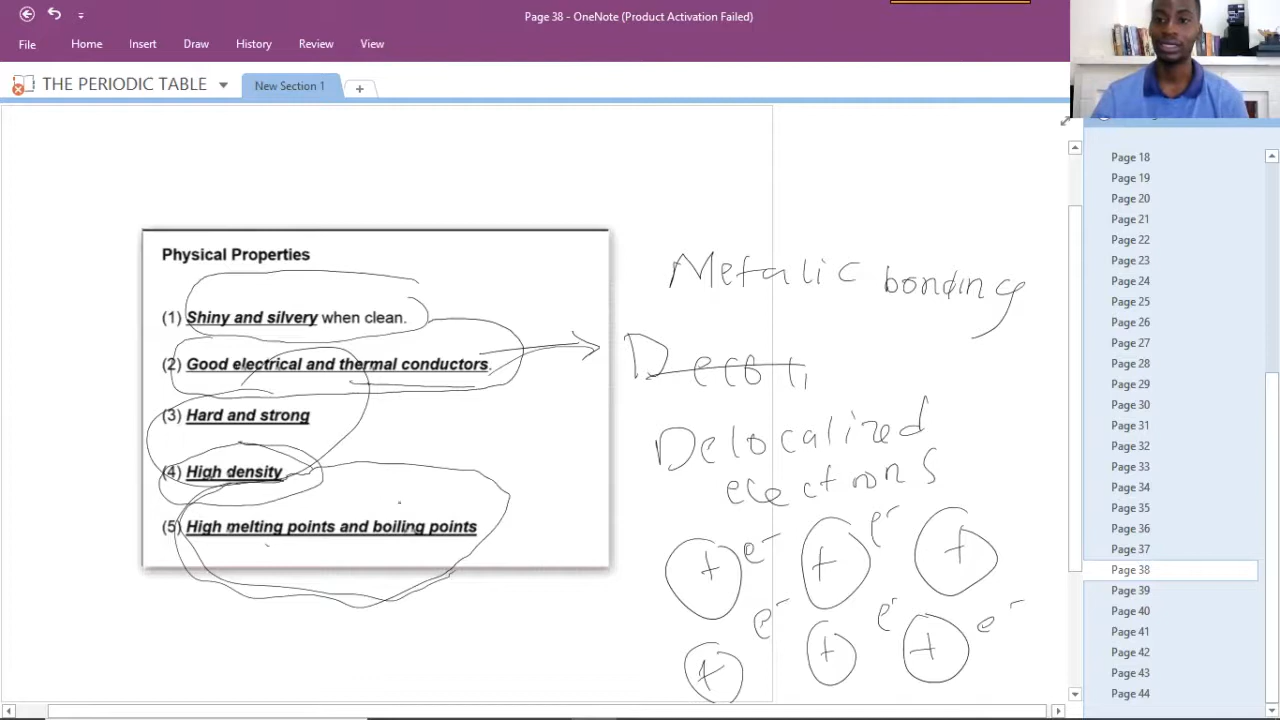 Page 38 - OneNote (Product Activation Failed)
File Home Insert Draw History Review View
THE PERIODIC TABLE New Section 1
Physical Properties
(1) Shiny and silvery when clean.
(2) Good electrical and thermal conductors.
(3) Hard and strong
(4) High density
(5) High melting points and boiling points
Metalic bonding
Delocalized
electrons
+ e- + e- +
e- e- e-
+ + +
Page 18
Page 19
Page 20
Page 21
Page 22
Page 23
Page 24
Page 25
Page 26
Page 27
Page 28
Page 29
Page 30
Page 31
Page 32
Page 33
Page 34
Page 35
Page 36
Page 37
Page 38
Page 39
Page 40
Page 41
Page 42
Page 43
Page 44